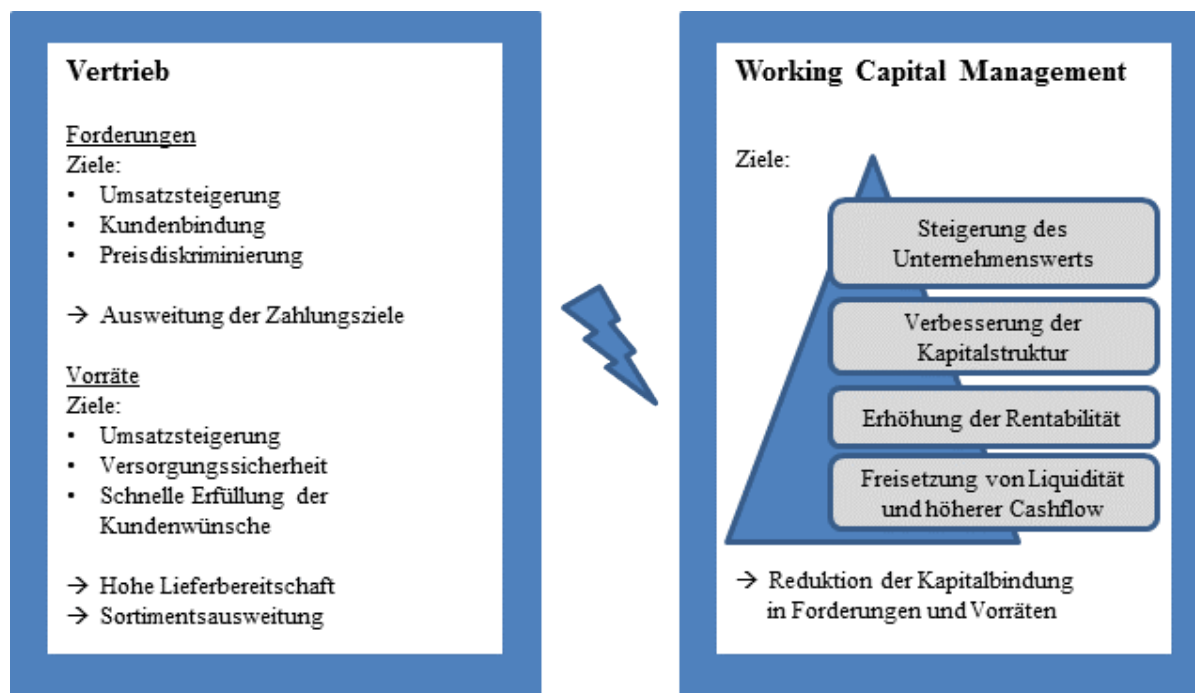 Vertrieb
Forderungen
Ziele:
• Umsatzsteigerung
• Kundenbindung
• Preisdiskriminierung
→ Ausweitung der Zahlungsziele
Vorräte
Ziele:
• Umsatzsteigerung
• Versorgungssicherheit
• Schnelle Erfüllung der
Kundenwünsche
→ Hohe Lieferbereitschaft
→ Sortimentsausweitung
Working Capital Management
Ziele:
Steigerung des
Unternehmenswerts
Verbesserung der
Kapitalstruktur
Erhöhung der Rentabilität
Freisetzung von Liquidität
und höherer Cashflow
→ Reduktion der Kapitalbindung
in Forderungen und Vorräten